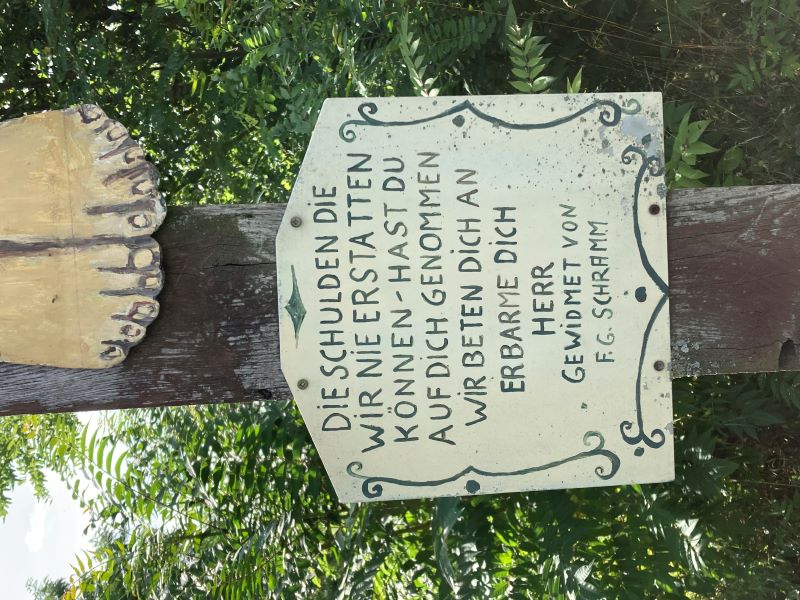 DiE SCHULDEN DIE
WiR NIE ERSTATTEN
KÖNNEN-HAST DU
AUF DICH GENOMMEN
WiR BETEN DICH AN
ERBARME DICH
HERR
GEWiDMET VON
F.G. SCHRAMM